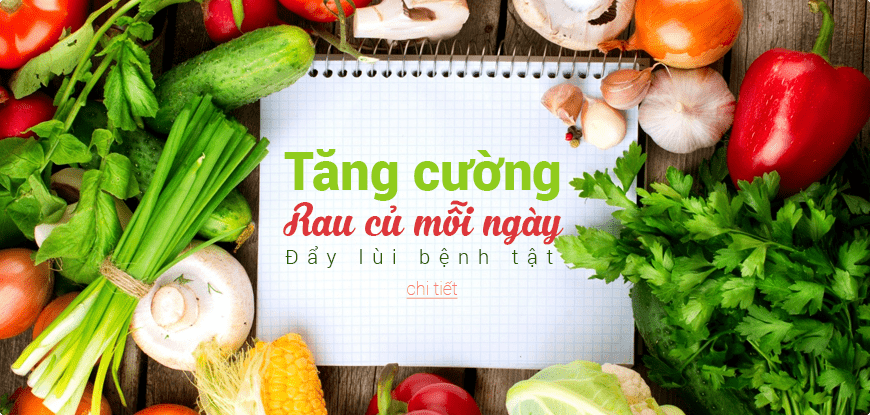 Tăng cường
Rau củ mỗi ngày
Đẩy lùi bệnh tật
chi tiết